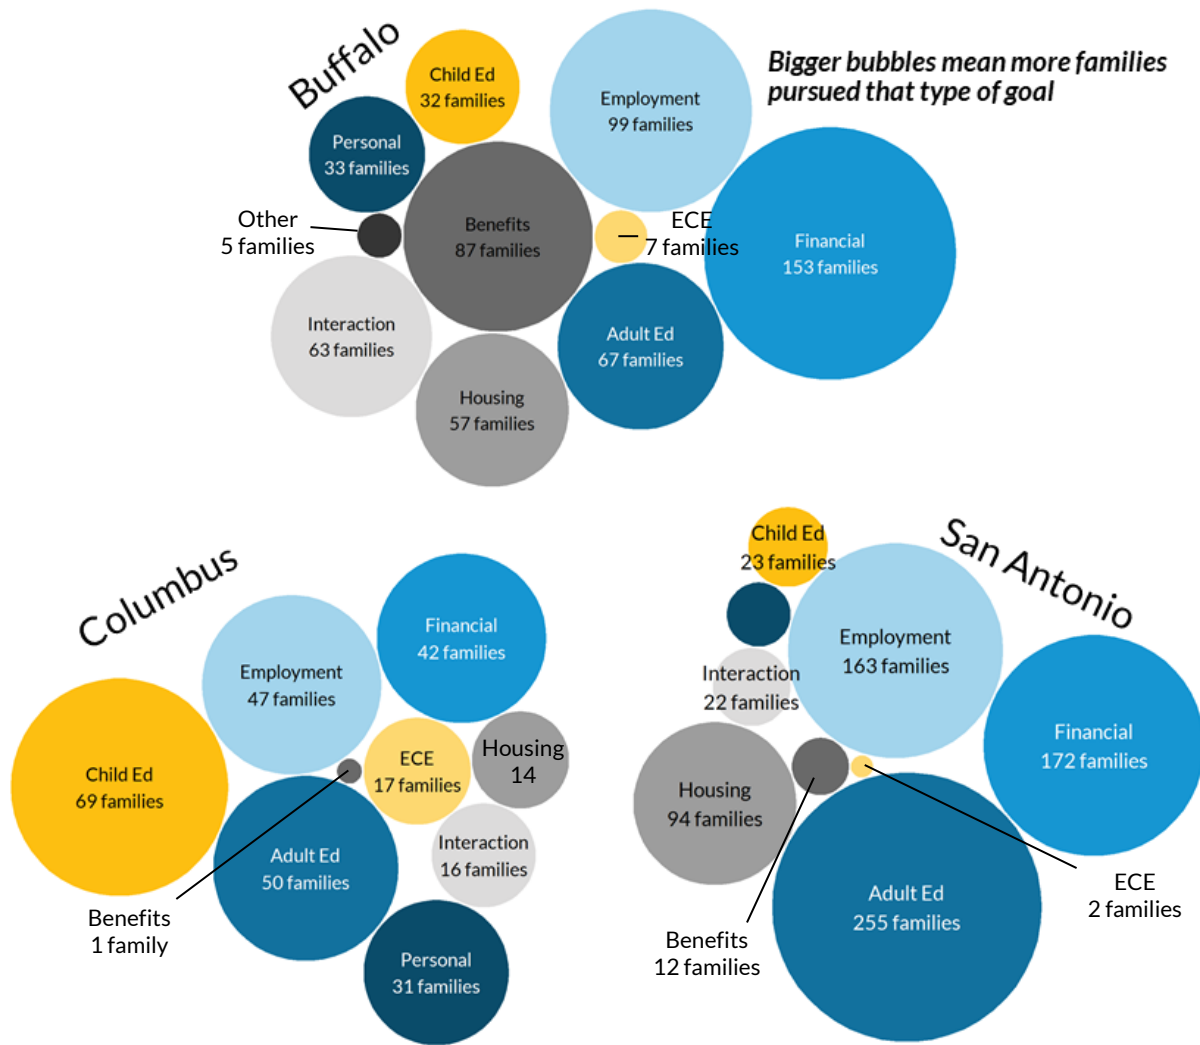 Buffalo
Bigger bubbles mean more families
pursued that type of goal
Child Ed
32 families
Employment
99 families
Personal
33 families
Other
5 families
Benefits
87 families
ECE
7 families
Financial
153 families
Interaction
63 families
Adult Ed
67 families
Housing
57 families
Columbus
Financial
42 families
Employment
47 families
Child Ed
69 families
ECE
17 families
Housing
14
Interaction
16 families
Adult Ed
50 families
Benefits
1 family
Personal
31 families
San Antonio
Child Ed
23 families
Employment
163 families
Interaction
22 families
Financial
172 families
Housing
94 families
Adult Ed
255 families
ECE
2 families
Benefits
12 families